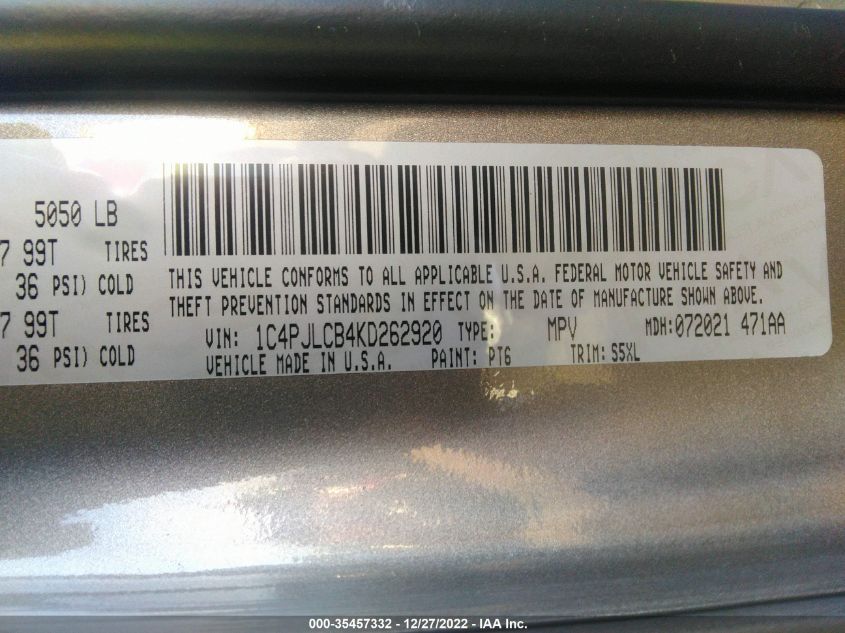 5050 LB
7 99T TIRES
36 PSI) COLD
7 99T TIRES
36 PSI) COLD
THIS VEHICLE CONFORMS TO ALL APPLICABLE U.S.A. FEDERAL MOTOR VEHICLE SAFETY AND
THEFT PREVENTION STANDARDS IN EFFECT ON THE DATE OF MANUFACTURE SHOWN ABOVE.
VIN: 1C4PJLCB4KD262920 TYPE: MPV MDH:072021 471AA
VEHICLE MADE IN U.S.A. PAINT: PT6 TRIM: S5XL
000-35457332 - 12/27/2022 - IAA Inc.